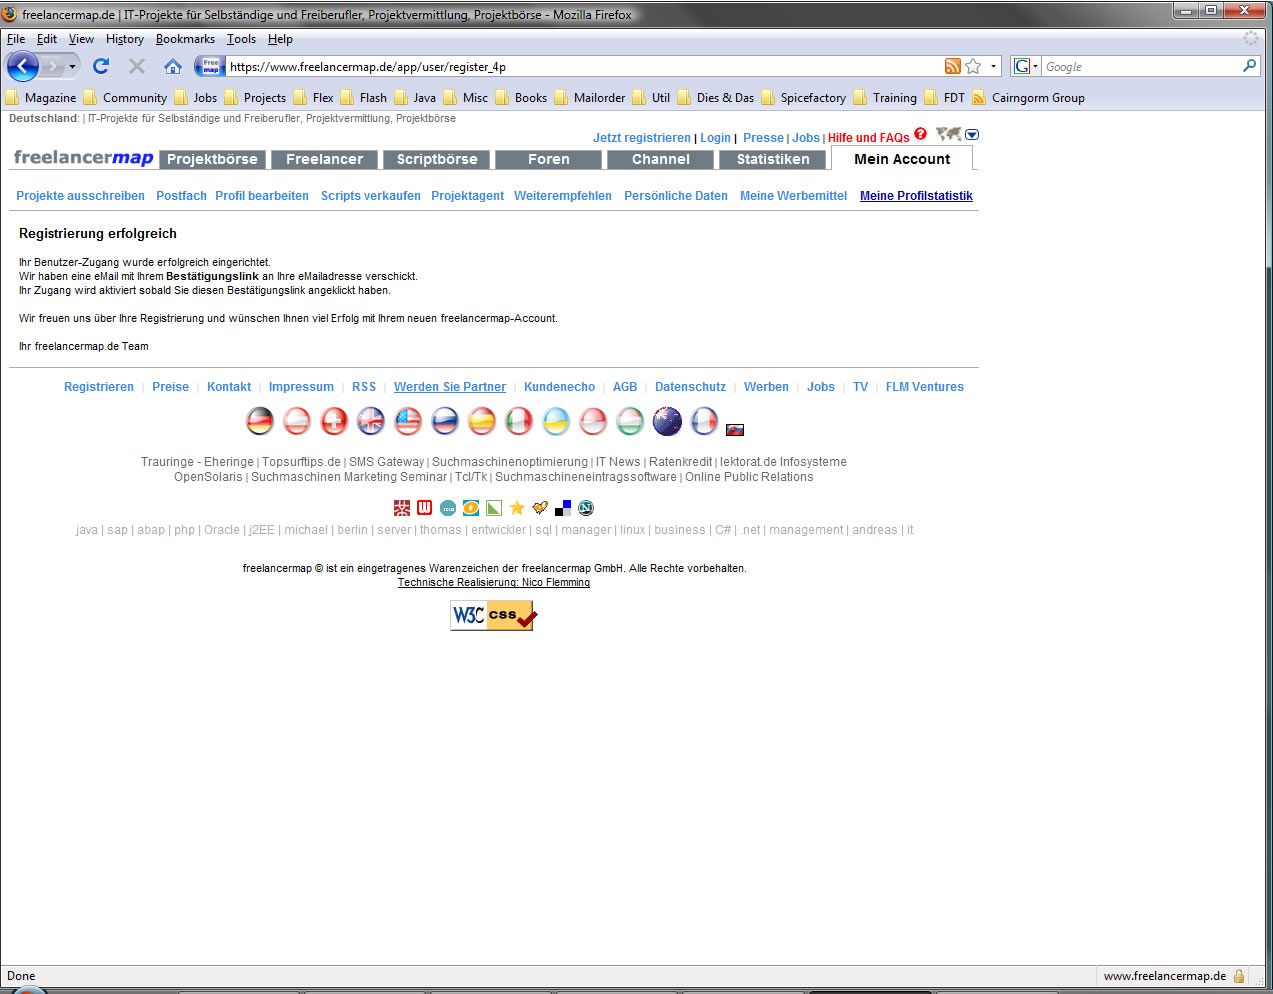 freelancermap.de | IT-Projekte für Selbständige und Freiberufler, Projektvermittlung, Projektbörse - Mozilla Firefox
File Edit View History Bookmarks Tools Help
Free map https://www.freelancermap.de/app/user/register_4p G Google
Magazine Community Jobs Projects Flex Flash Java Misc Books Mailorder Util Dies & Das Spicefactory Training FDT Cairngorm Group
Deutschland: | IT-Projekte für Selbständige und Freiberufler, Projektvermittlung, Projektbörse
Jetzt registrieren | Login | Presse | Jobs | Hilfe und FAQs ?
freelancermap Projektbörse Freelancer Scriptbörse Foren Channel Statistiken Mein Account
Projekte ausschreiben Postfach Profil bearbeiten Scripts verkaufen Projektagent Weiterempfehlen Persönliche Daten Meine Werbemittel Meine Profilstatistik
Registrierung erfolgreich
Ihr Benutzer-Zugang wurde erfolgreich eingerichtet.
Wir haben eine eMail mit Ihrem Bestätigungslink an Ihre eMailadresse verschickt.
Ihr Zugang wird aktiviert sobald Sie diesen Bestätigungslink angeklickt haben.
Wir freuen uns über Ihre Registrierung und wünschen Ihnen viel Erfolg mit Ihrem neuen freelancermap-Account.
Ihr freelancermap.de Team
Registrieren | Preise | Kontakt | Impressum | RSS | Werden Sie Partner | Kundenecho | AGB | Datenschutz | Werben | Jobs | TV | FLM Ventures
Trauringe - Eheringe | Topsurftips.de | SMS Gateway | Suchmaschinenoptimierung | IT News | Ratenkredit | lektorat.de Infosysteme
OpenSolaris | Suchmaschinen Marketing Seminar | Tcl/Tk | Suchmaschineneintragssoftware | Online Public Relations
java | sap | abap | php | Oracle | j2EE | michael | berlin | server | thomas | entwickler | sql | manager | linux | business | C# | .net | management | andreas | it
freelancermap © ist ein eingetragenes Warenzeichen der freelancermap GmbH. Alle Rechte vorbehalten.
Technische Realisierung: Nico Flemming
W3C css
Done www.freelancermap.de